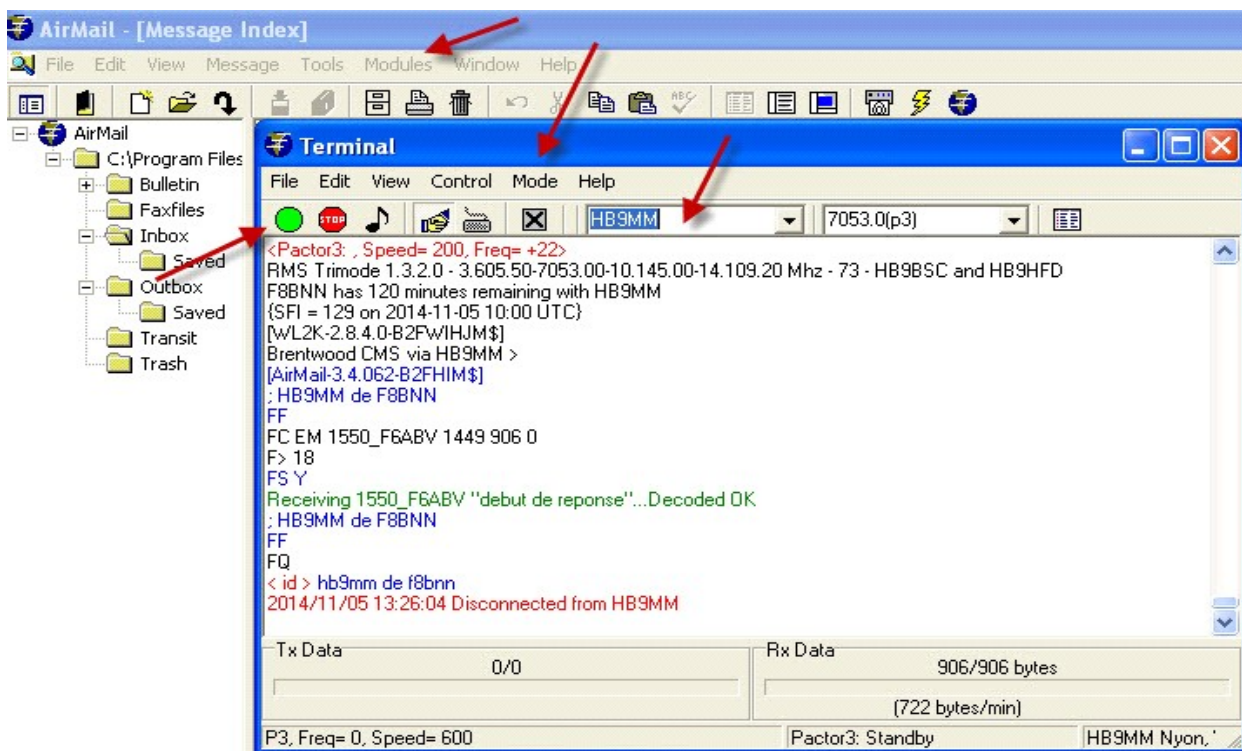 AirMail - [Message Index]
File Edit View Message Tools Modules Window Help
AirMail
C:\Program Files
Bulletin
Faxfiles
Inbox
Saved
Outbox
Saved
Transit
Trash
Terminal
File Edit View Control Mode Help
STOP HB9MM 7053.0(p3)
<Pactor3: , Speed= 200, Freq= +22>
RMS Trimode 1.3.2.0 - 3.605.50-7053.00-10.145.00-14.109.20 Mhz - 73 - HB9BSC and HB9HFD
F8BNN has 120 minutes remaining with HB9MM
{SFI = 129 on 2014-11-05 10:00 UTC}
[WL2K-2.8.4.0-B2FWIHJM$]
Brentwood CMS via HB9MM >
[AirMail-3.4.062-B2FHIM$]
; HB9MM de F8BNN
FF
FC EM 1550_F6ABV 1449 906 0
F> 18
FS Y
Receiving 1550_F6ABV "debut de reponse"...Decoded OK
; HB9MM de F8BNN
FF
FQ
< id > hb9mm de f8bnn
2014/11/05 13:26:04 Disconnected from HB9MM
Tx Data
0/0
Rx Data
906/906 bytes
(722 bytes/min)
P3, Freq= 0, Speed= 600 Pactor3: Standby HB9MM Nyon,